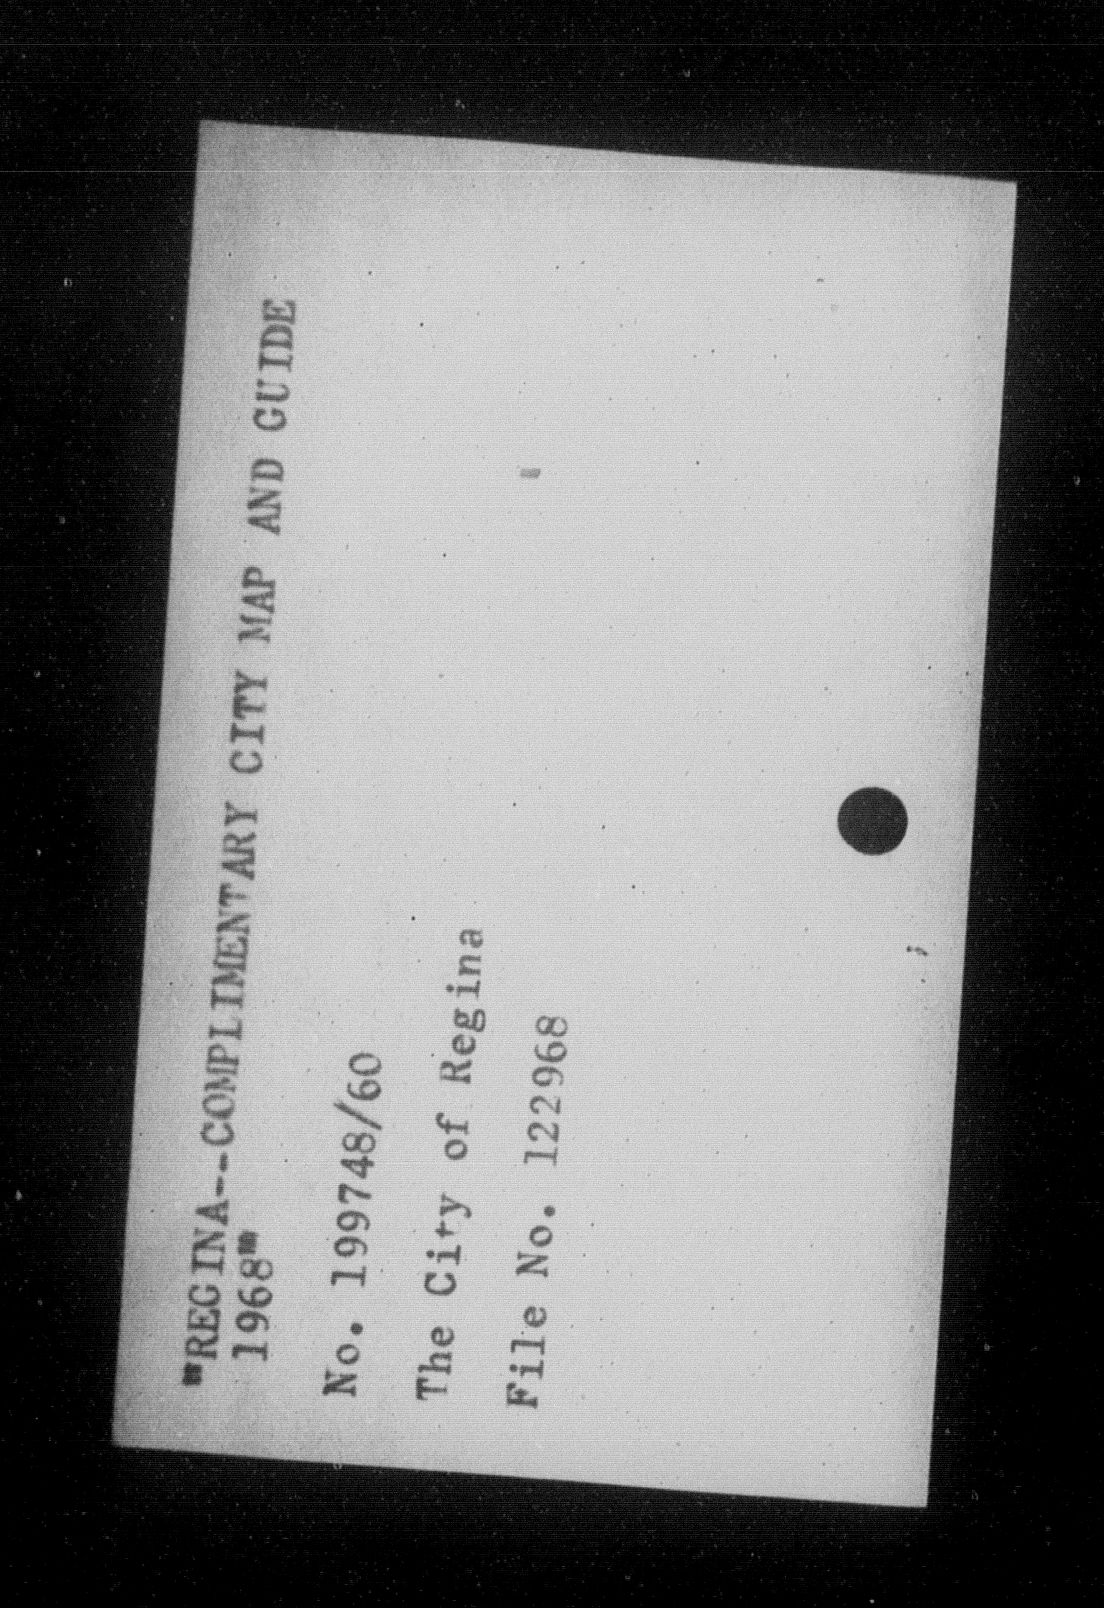 "REGINA--COMPLIMENTARY CITY MAP AND GUIDE
1968"
No. 199748/60
The City of Regina
File No. 122968